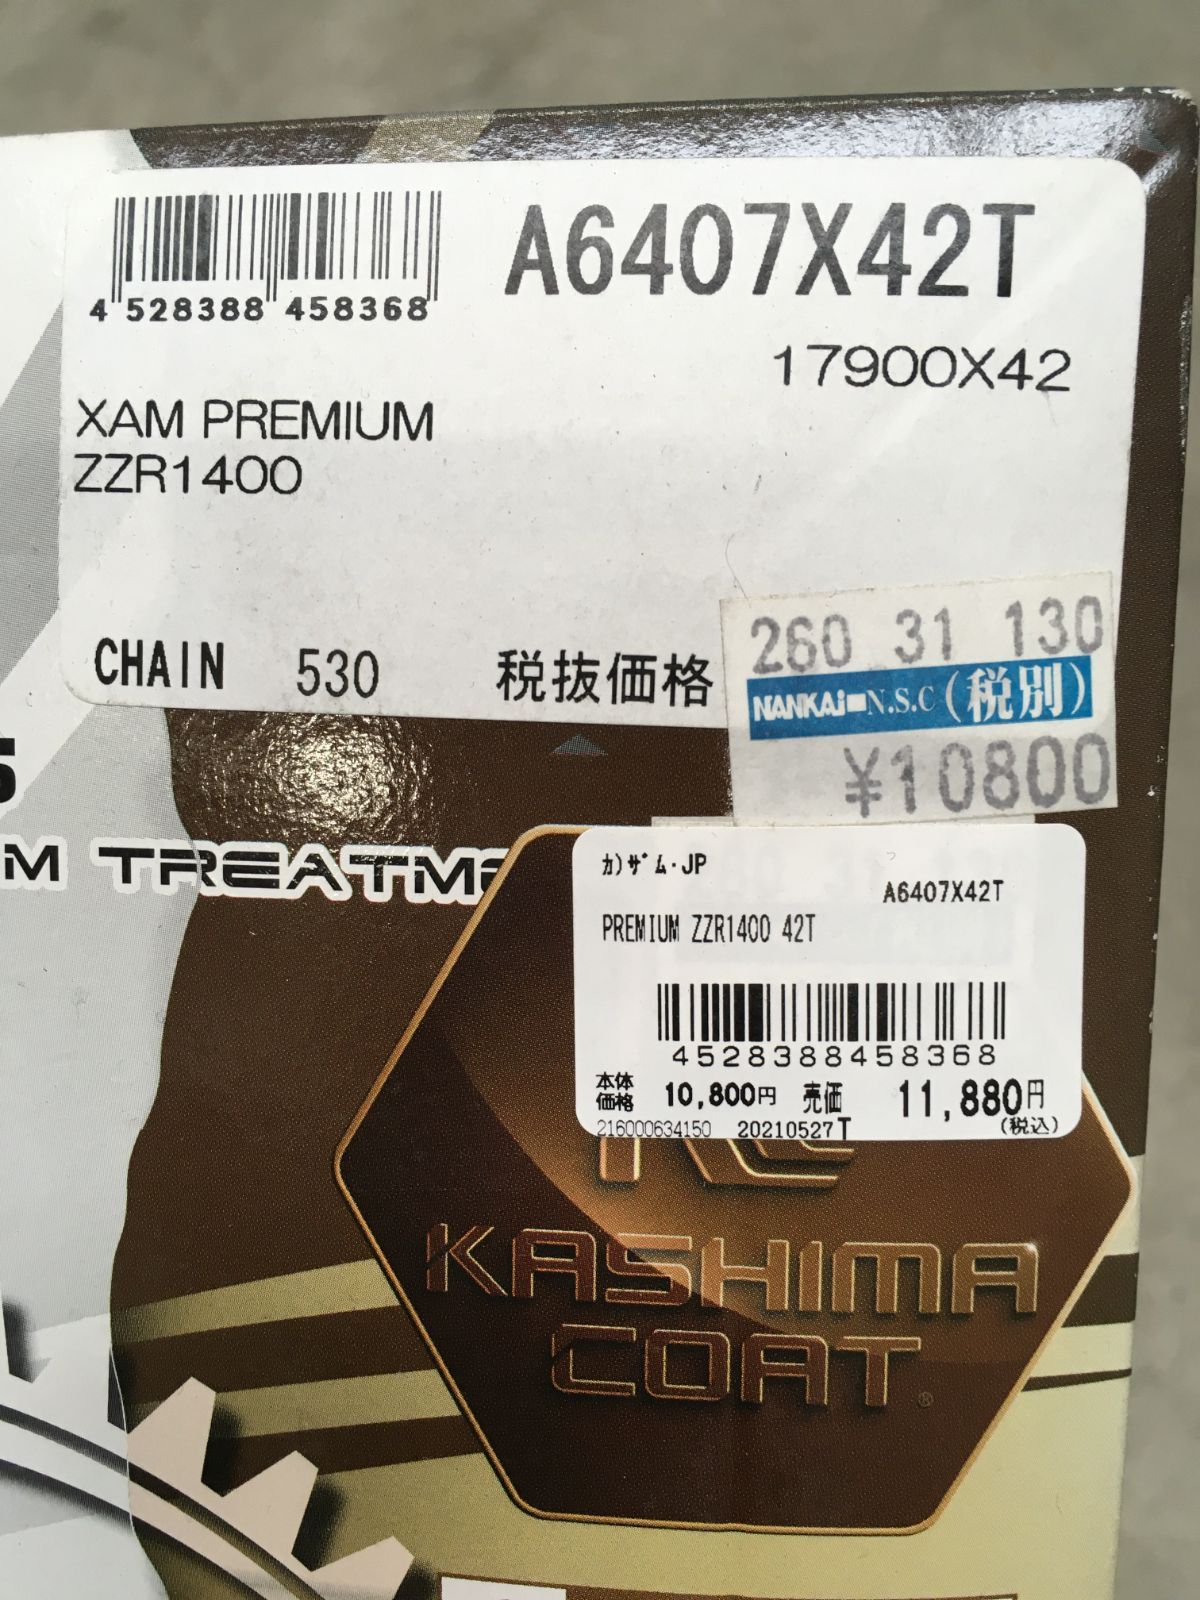 A6407X42T
4 528388 458368
17900X42
XAM PREMIUM
ZZR1400
CHAIN 530 税抜価格
260 31 130
NANKAi N.S.C(税別)
¥10800
5
M TREATM
カ)ザム・JP
A6407X42T
PREMIUM ZZR1400 42T
4528388458368
本体価格 10,800円 売価 11,880円
216000634150 20210527T (税込)
KASHIMA
COAT®